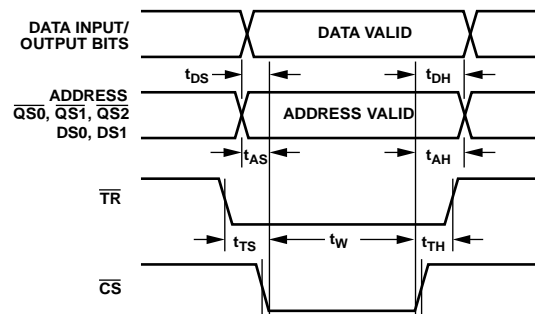 DATA INPUT/
OUTPUT BITS
DATA VALID
tDS
tDH
ADDRESS
QS0, QS1, QS2
DS0, DS1
ADDRESS VALID
tAS
tAH
TR
tTS
tW
tTH
CS